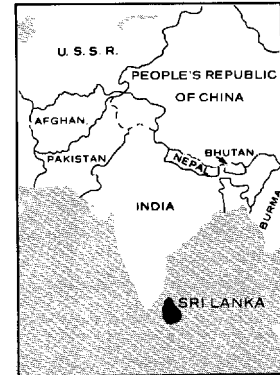 U.S.S.R.
PEOPLE'S REPUBLIC
OF CHINA
AFGHAN.
PAKISTAN
NEPAL
BHUTAN
INDIA
BURMA
SRI LANKA